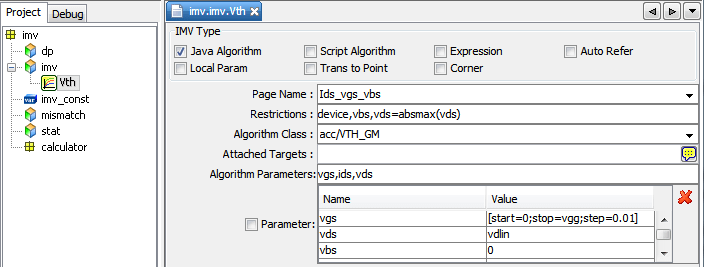 Project Debug
imv
dp
imv
Vth
imv_const
mismatch
stat
calculator
imv.imv.Vth
IMV Type
Java Algorithm Script Algorithm Expression Auto Refer
Local Param Trans to Point Corner
Page Name : Ids_vgs_vbs
Restrictions : device,vbs,vds=absmax(vds)
Algorithm Class : acc/VTH_GM
Attached Targets :
Algorithm Parameters: vgs,ids,vds
Parameter:
Name Value
vgs [start=0;stop=vgg;step=0.01]
vds vdlin
vbs 0